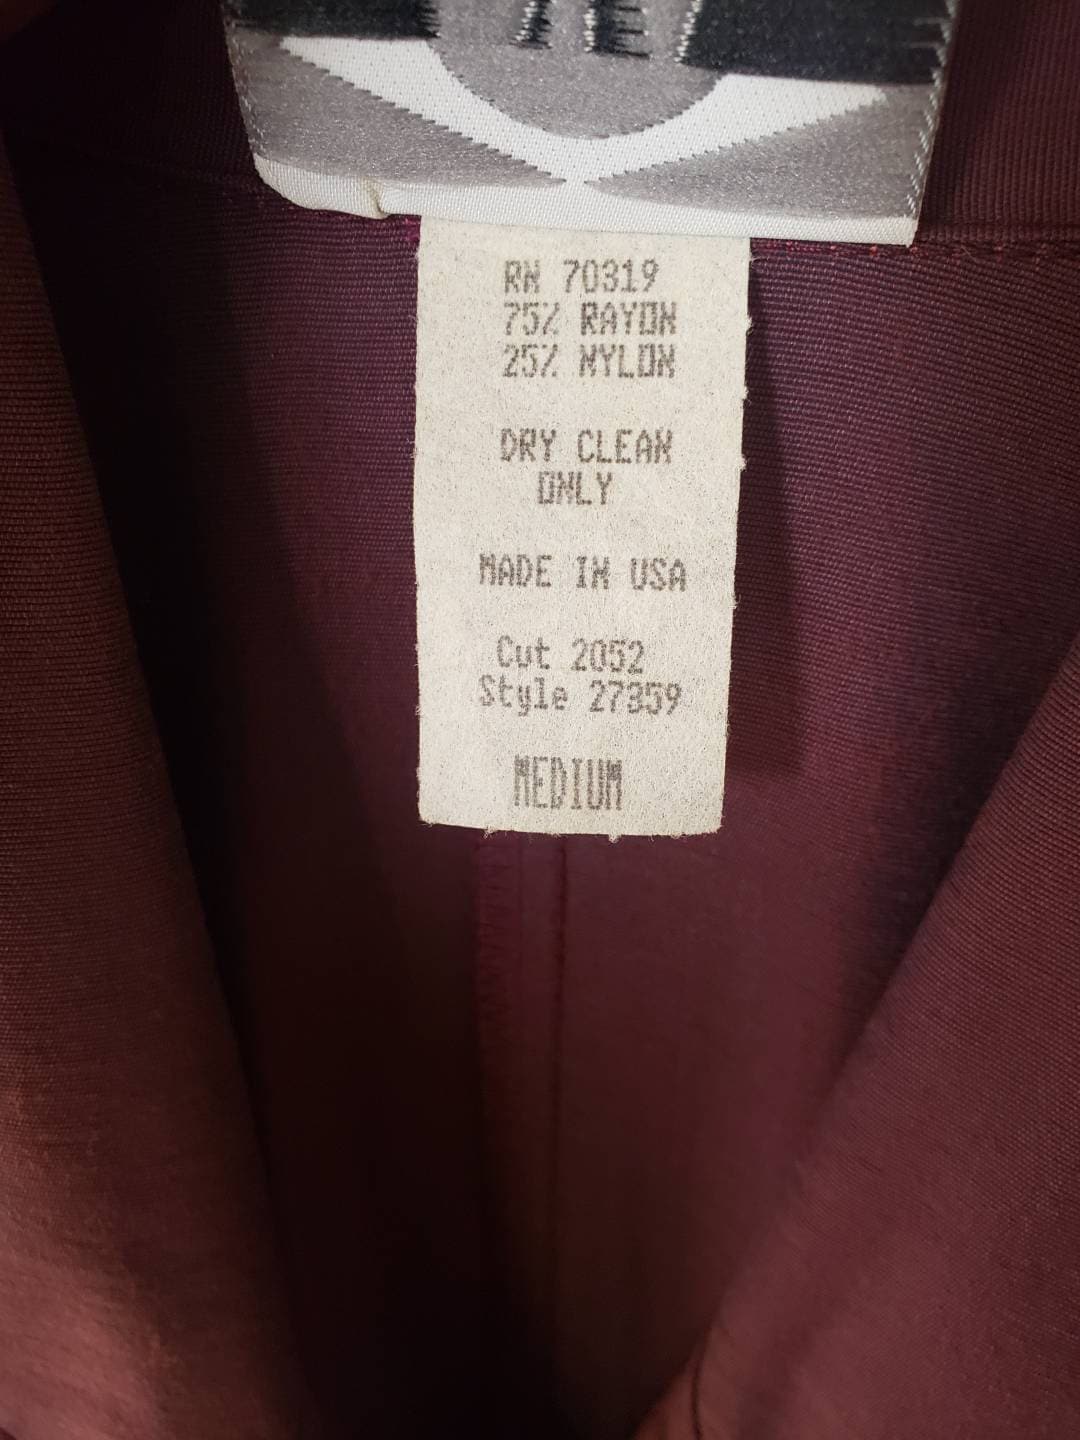 RN 70319
75% RAYON
25% NYLON
DRY CLEAN
ONLY
MADE IN USA
Cut 2052
Style 27359
MEDIUM